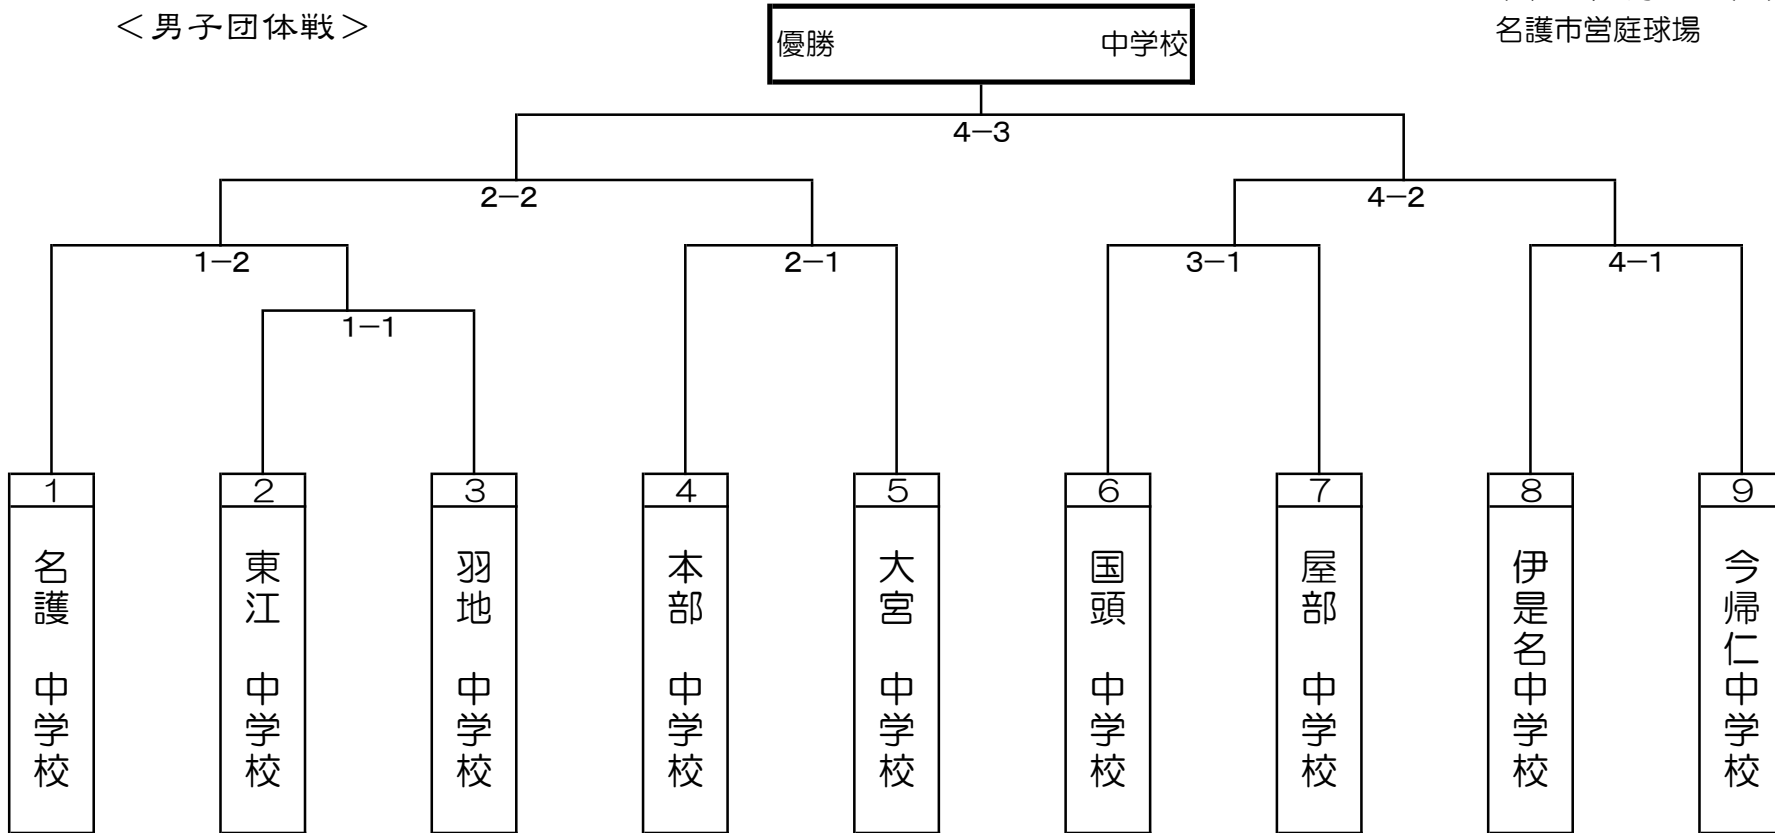 ＜男子団体戦＞
名護市営庭球場
優勝 中学校
4−3
2−2
4−2
1−2
2−1
3−1
4−1
1−1
1
2
3
4
5
6
7
8
9
名護 中学校
東江 中学校
羽地 中学校
本部 中学校
大宮 中学校
国頭 中学校
屋部 中学校
伊是名中学校
今帰仁中学校